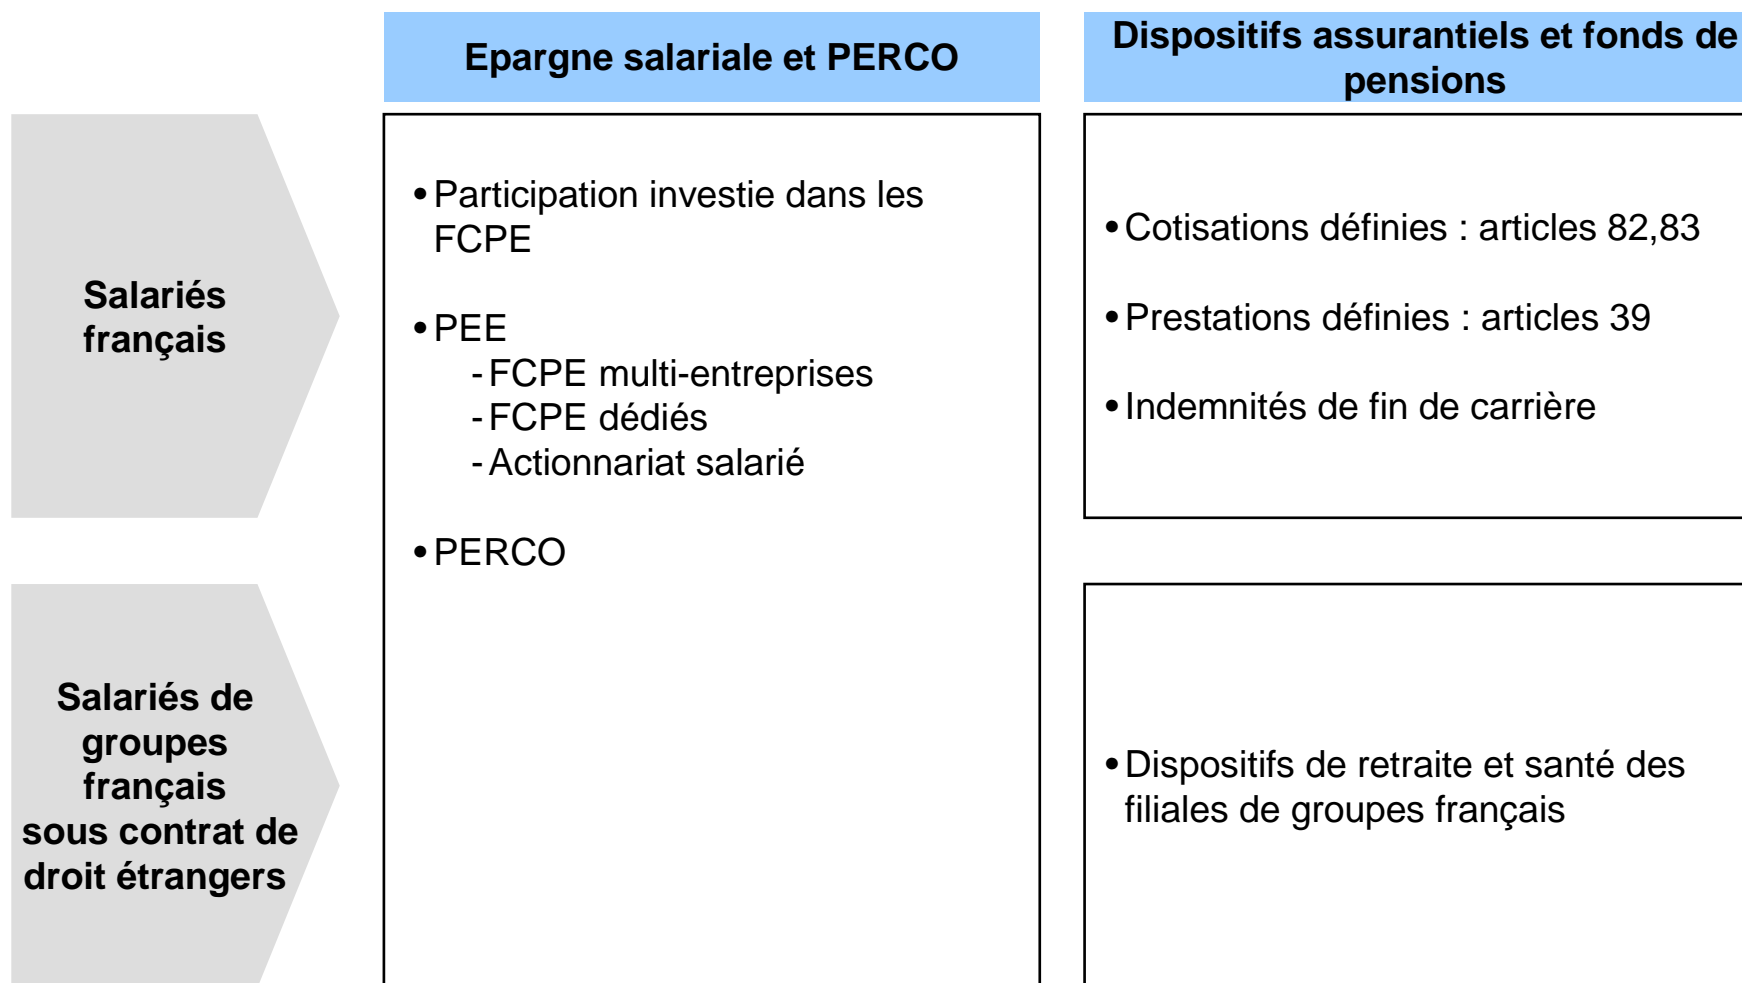 Epargne salariale et PERCO
Dispositifs assurantiels et fonds de
pensions
Salariés
français
• Participation investie dans les
FCPE
• PEE
- FCPE multi-entreprises
- FCPE dédiés
- Actionnariat salarié
• PERCO
• Cotisations définies : articles 82,83
• Prestations définies : articles 39
• Indemnités de fin de carrière
Salariés de
groupes
français
sous contrat de
droit étrangers
• Dispositifs de retraite et santé des
filiales de groupes français